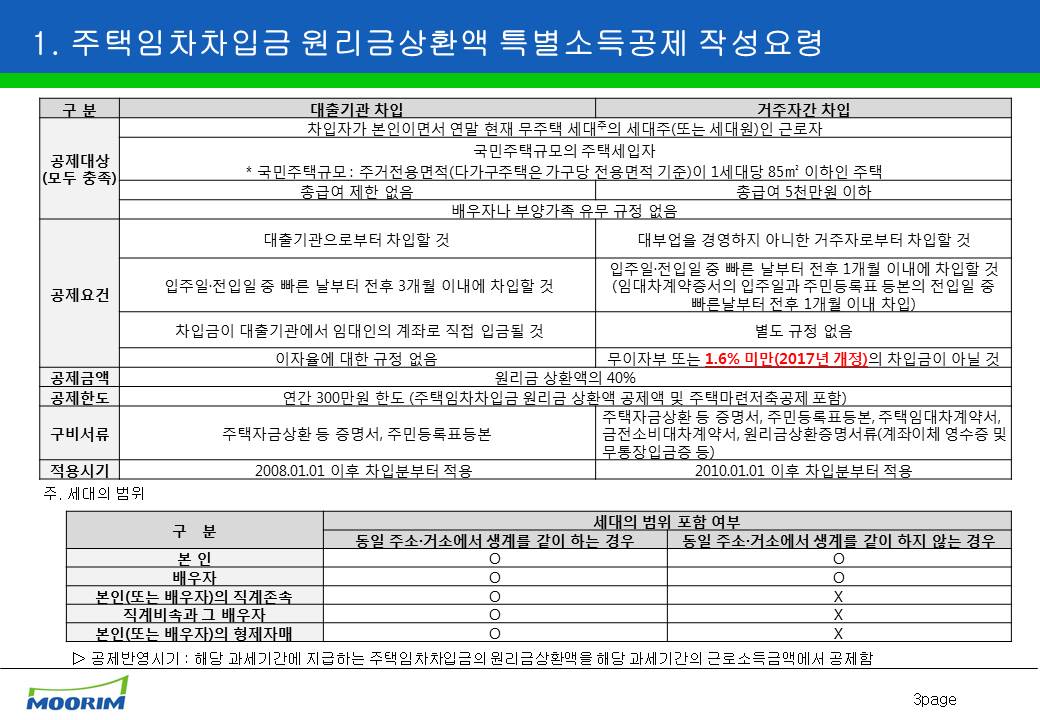 1. 주택임차차입금 원리금상환액 특별소득공제 작성요령
구 분 대출기관 차입 거주자간 차입
공제대상
(모두 충족)
차입자가 본인이면서 연말 현재 무주택 세대주의 세대주(또는 세대원)인 근로자
국민주택규모의 주택세입자
* 국민주택규모 : 주거전용면적(다가구주택은 가구당 전용면적 기준)이 1세대당 85㎡ 이하인 주택
총급여 제한 없음 총급여 5천만원 이하
배우자나 부양가족 유무 규정 없음
공제요건
대출기관으로부터 차입할 것 대부업을 경영하지 아니한 거주자로부터 차입할 것
입주일·전입일 중 빠른 날부터 전후 3개월 이내에 차입할 것
입주일·전입일 중 빠른 날부터 전후 1개월 이내에 차입할 것
(임대차계약증서의 입주일과 주민등록표 등본의 전입일 중
빠른날부터 전후 1개월 이내 차입)
차입금이 대출기관에서 임대인의 계좌로 직접 입금될 것 별도 규정 없음
이자율에 대한 규정 없음 무이자부 또는 1.6% 미만(2017년 개정)의 차입금이 아닐 것
공제금액 원리금 상환액의 40%
공제한도 연간 300만원 한도 (주택임차차입금 원리금 상환액 공제액 및 주택마련저축공제 포함)
구비서류 주택자금상환 등 증명서, 주민등록표등본
주택자금상환 등 증명서, 주민등록표등본, 주택임대차계약서,
금전소비대차계약서, 원리금상환증명서류(계좌이체 영수증 및
무통장입금증 등)
적용시기 2008.01.01 이후 차입분부터 적용 2010.01.01 이후 차입분부터 적용
주. 세대의 범위
구 분 세대의 범위 포함 여부
동일 주소·거소에서 생계를 같이 하는 경우 동일 주소·거소에서 생계를 같이 하지 않는 경우
본 인 O O
배우자 O O
본인(또는 배우자)의 직계존속 O X
직계비속과 그 배우자 O X
본인(또는 배우자)의 형제자매 O X
▷ 공제반영시기 : 해당 과세기간에 지급하는 주택임차차입금의 원리금상환액을 해당 과세기간의 근로소득금액에서 공제함
MOORIM
3page